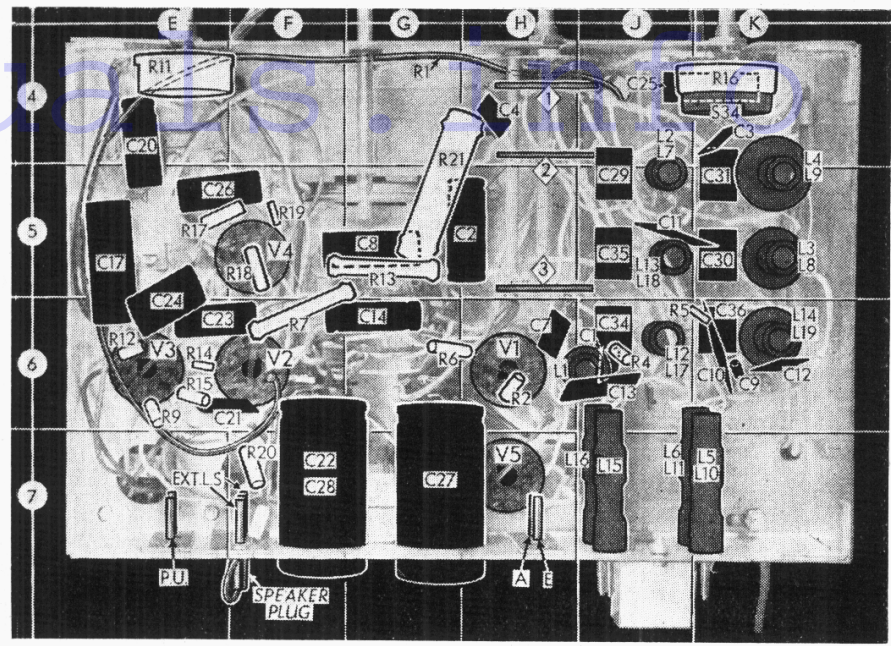 E F G H J K
4
R11
R1
C25
R16
1
C4
S34
C20
R21
L2
L7
C3
2
C29
C31
L4
L9
5
C26
R19
R17
C11
C17
V4
C8
C2
C35
C30
L3
L8
R18
R13
3
L13
L18
C24
C23
R7
C14
C7
C34
R5
C36
L14
L19
6
R12
V3
R14
V2
R6
V1
C1
R4
L12
L17
L1
C10
C9
C12
R15
R2
C13
R9
C21
7
R20
C22
C28
C27
V5
L16
L15
L6
L11
L5
L10
EXT.L.S
P.U.
A
E
SPEAKER
PLUG
uals.info